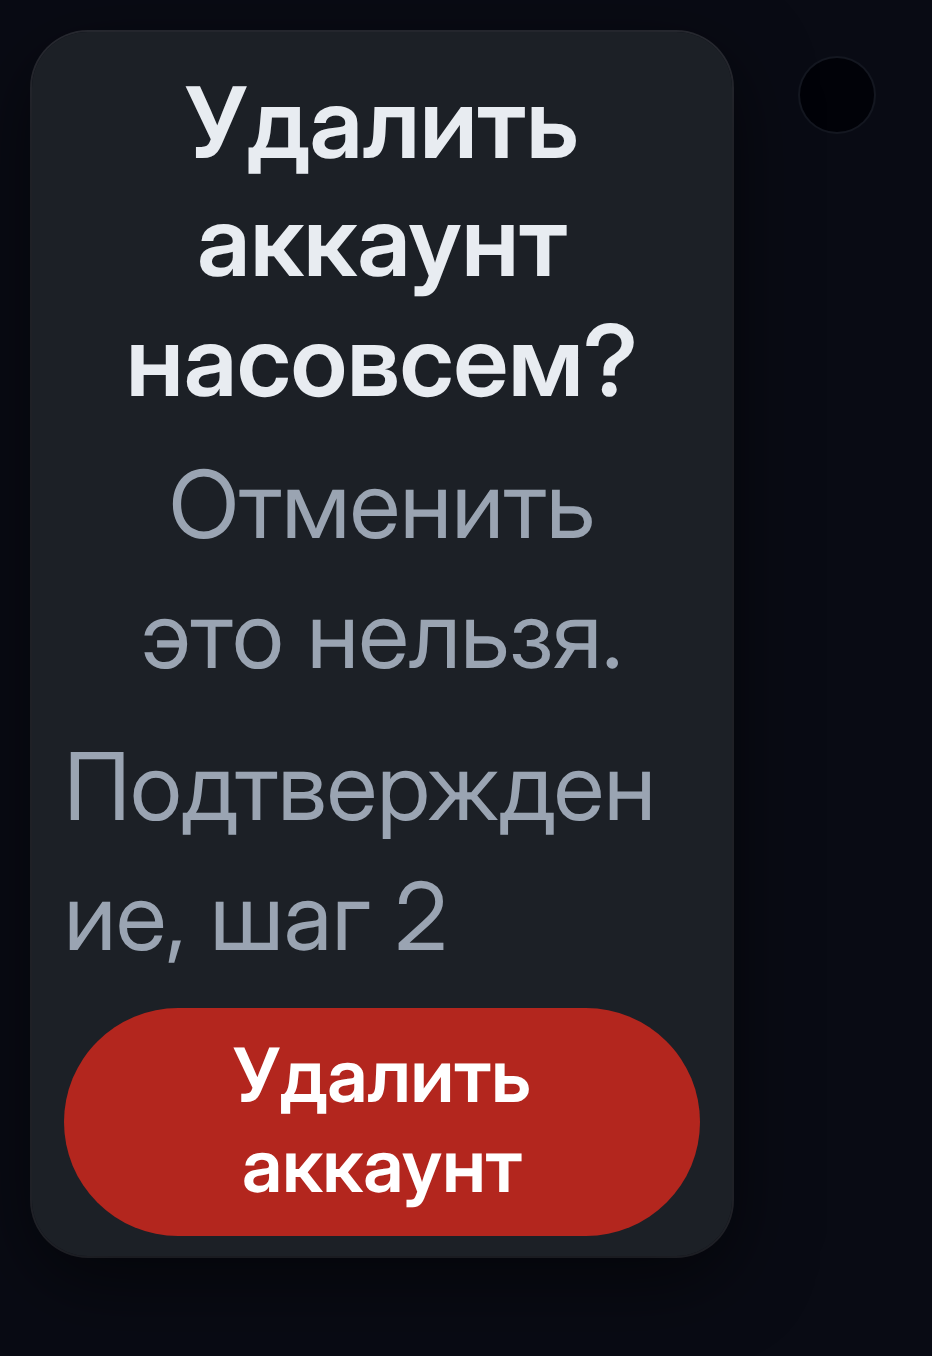 Удалить
аккаунт
насовсем?
Отменить
это нельзя.
Подтвержден
ие, шаг 2
Удалить
аккаунт